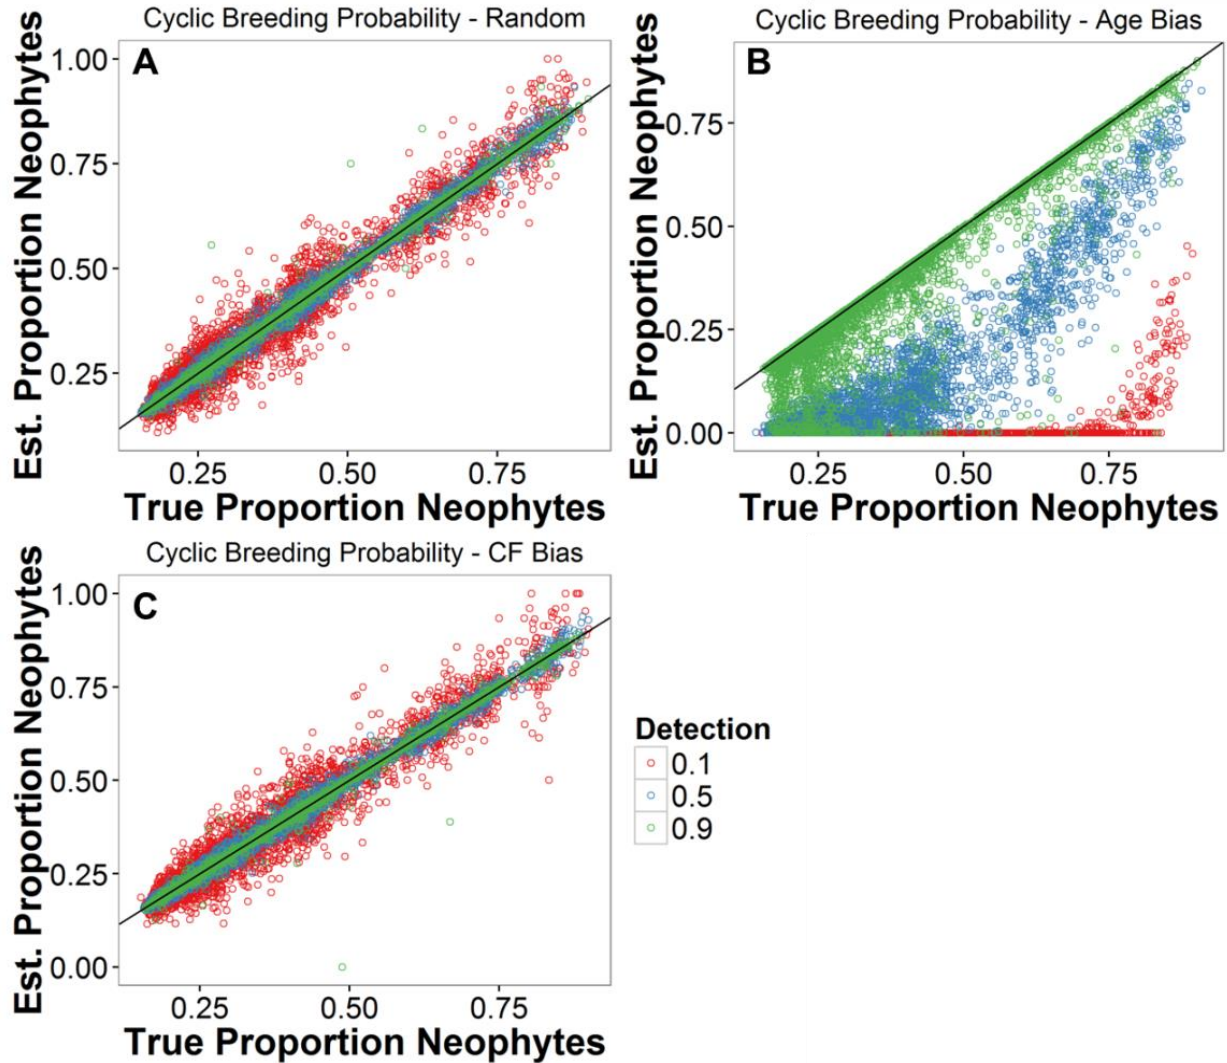 Cyclic Breeding Probability - Random
A
Est. Proportion Neophytes
1.00
0.75
0.50
0.25
0.25 0.50 0.75
True Proportion Neophytes
Cyclic Breeding Probability - Age Bias
B
Est. Proportion Neophytes
0.75
0.50
0.25
0.00
0.25 0.50 0.75
True Proportion Neophytes
Cyclic Breeding Probability - CF Bias
C
Est. Proportion Neophytes
1.00
0.75
0.50
0.25
0.00
0.25 0.50 0.75
True Proportion Neophytes
Detection
0.1
0.5
0.9